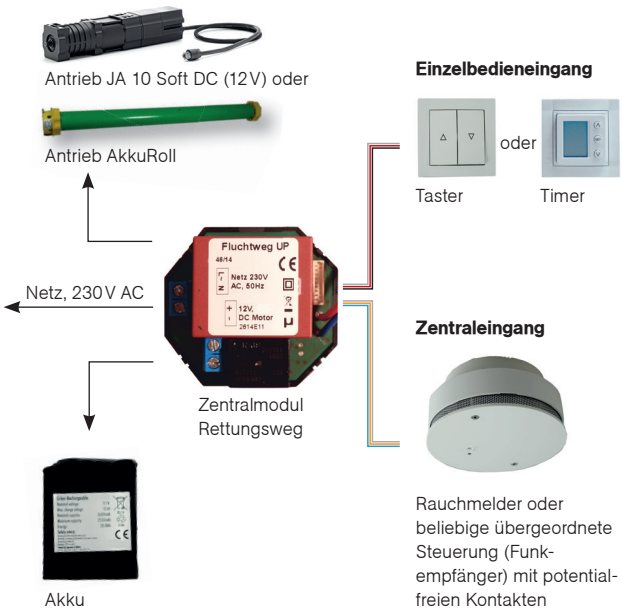 Antrieb JA 10 Soft DC (12 V) oder
Antrieb AkkuRoll
Einzelbedieneingang
oder
Taster
Timer
Fluchtweg UP
46/14
CE
L~
N
Netz 230V
AC, 50Hz
+
-
12V,
DC Motor
2614E11
Netz, 230 V AC
Zentralmodul
Rettungsweg
Zentraleingang
Rauchmelder oder
beliebige übergeordnete
Steuerung (Funk-
empfänger) mit potential-
freien Kontakten
CE
Akku